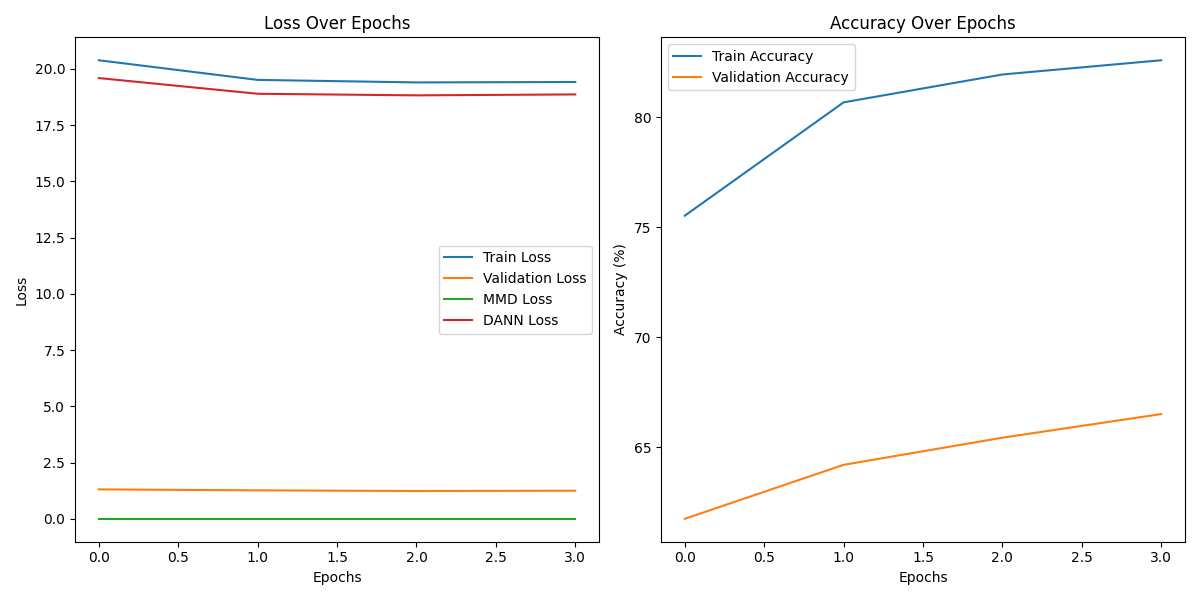 Loss Over Epochs
20.0
17.5
15.0
12.5
10.0
7.5
5.0
2.5
0.0
Loss
Train Loss
Validation Loss
MMD Loss
DANN Loss
0.0 0.5 1.0 1.5 2.0 2.5 3.0
Epochs
Accuracy Over Epochs
Train Accuracy
Validation Accuracy
80
75
70
65
Accuracy (%)
0.0 0.5 1.0 1.5 2.0 2.5 3.0
Epochs